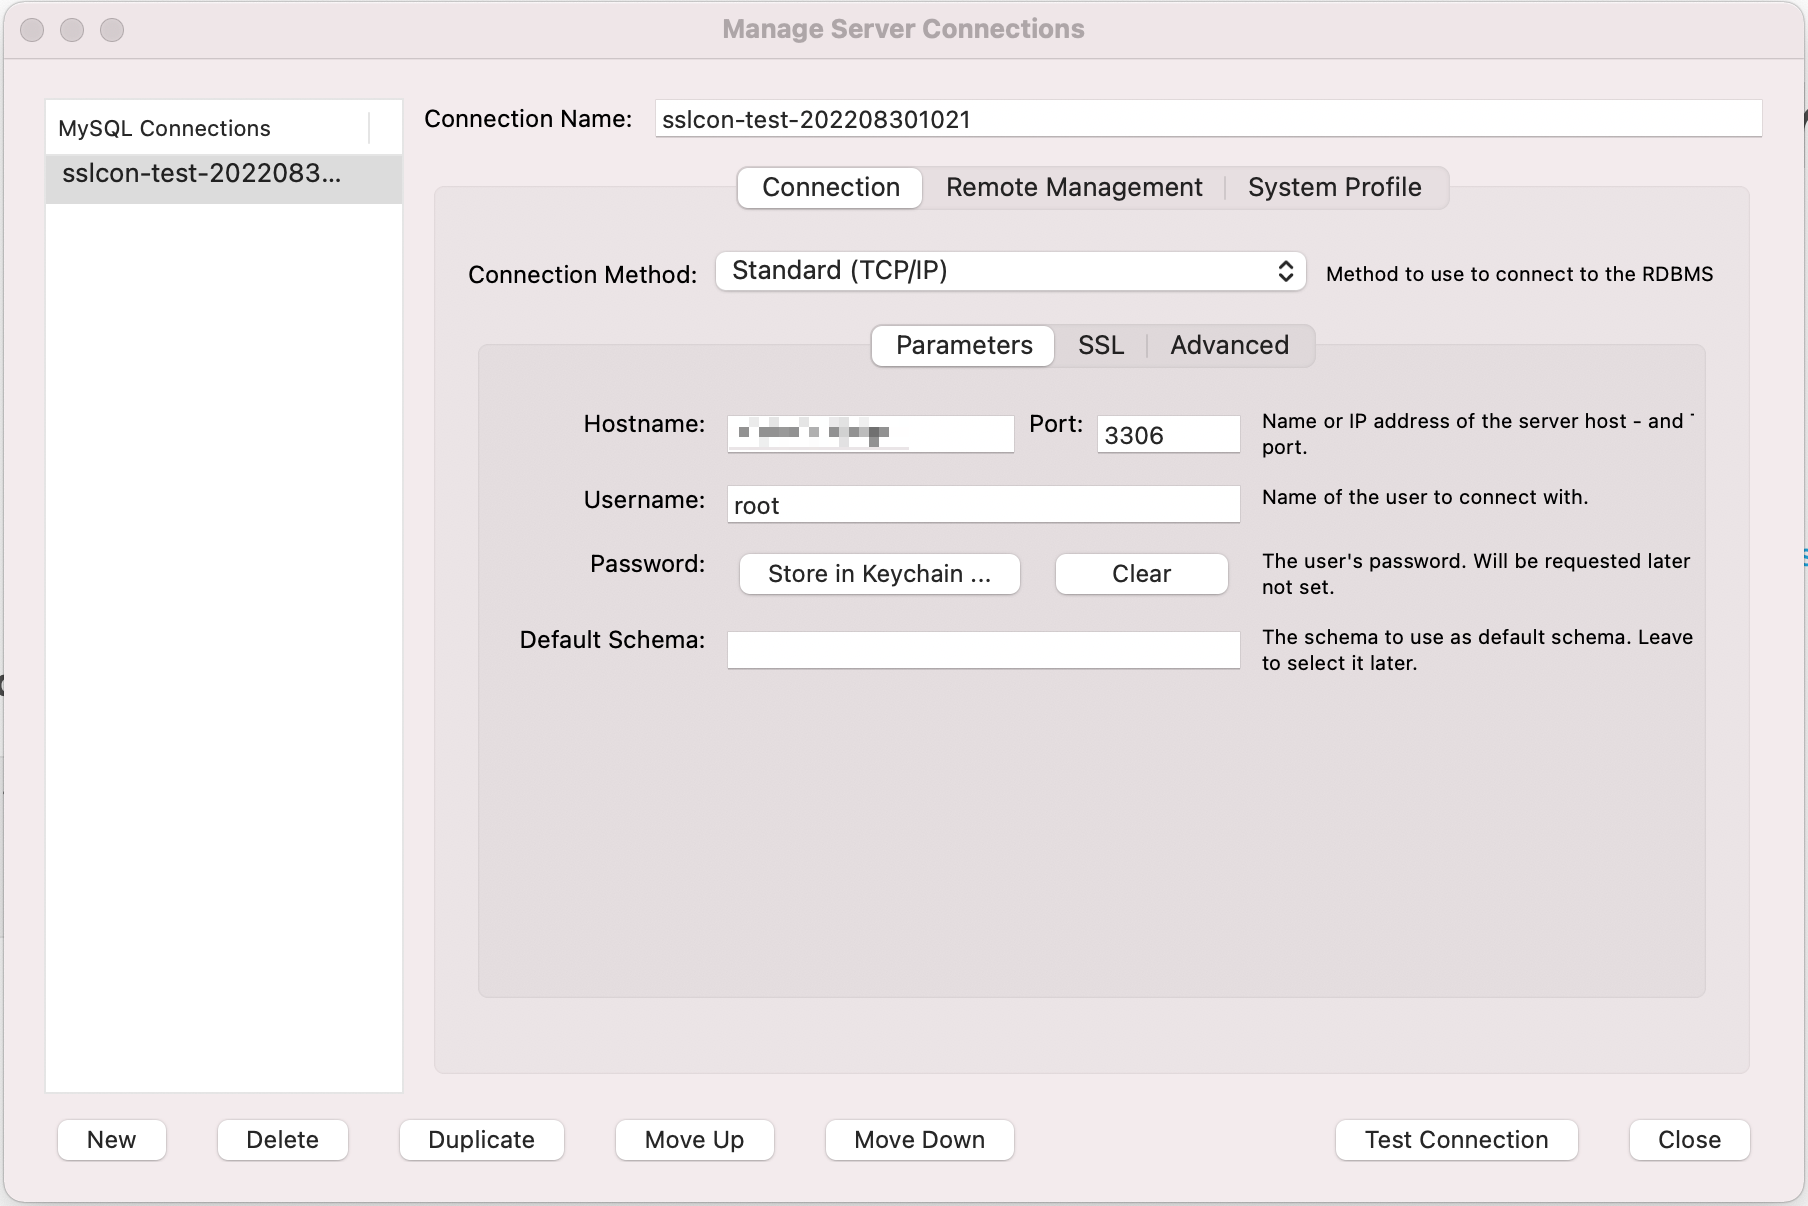 Manage Server Connections
MySQL Connections
sslcon-test-2022083...
Connection Name: sslcon-test-202208301021
Connection Remote Management System Profile
Connection Method: Standard (TCP/IP) Method to use to connect to the RDBMS
Parameters SSL Advanced
Hostname: Port: 3306 Name or IP address of the server host - and
port.
Username: root Name of the user to connect with.
Password: Store in Keychain ... Clear The user's password. Will be requested later
not set.
Default Schema: The schema to use as default schema. Leave
to select it later.
New Delete Duplicate Move Up Move Down Test Connection Close